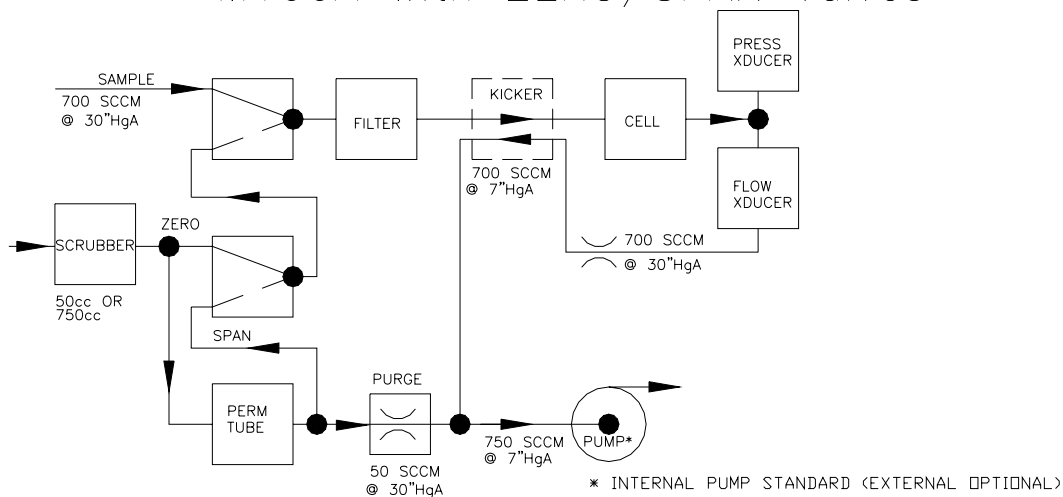 PRESS
XDUCER
SAMPLE
700 SCCM
@ 30"HgA
FILTER
KICKER
CELL
700 SCCM
@ 7"HgA
FLOW
XDUCER
ZERO
SCRUBBER
700 SCCM
@ 30"HgA
50cc OR
750cc
SPAN
PURGE
PERM
TUBE
750 SCCM
@ 7"HgA
PUMP*
50 SCCM
@ 30"HgA
* INTERNAL PUMP STANDARD (EXTERNAL OPTIONAL)